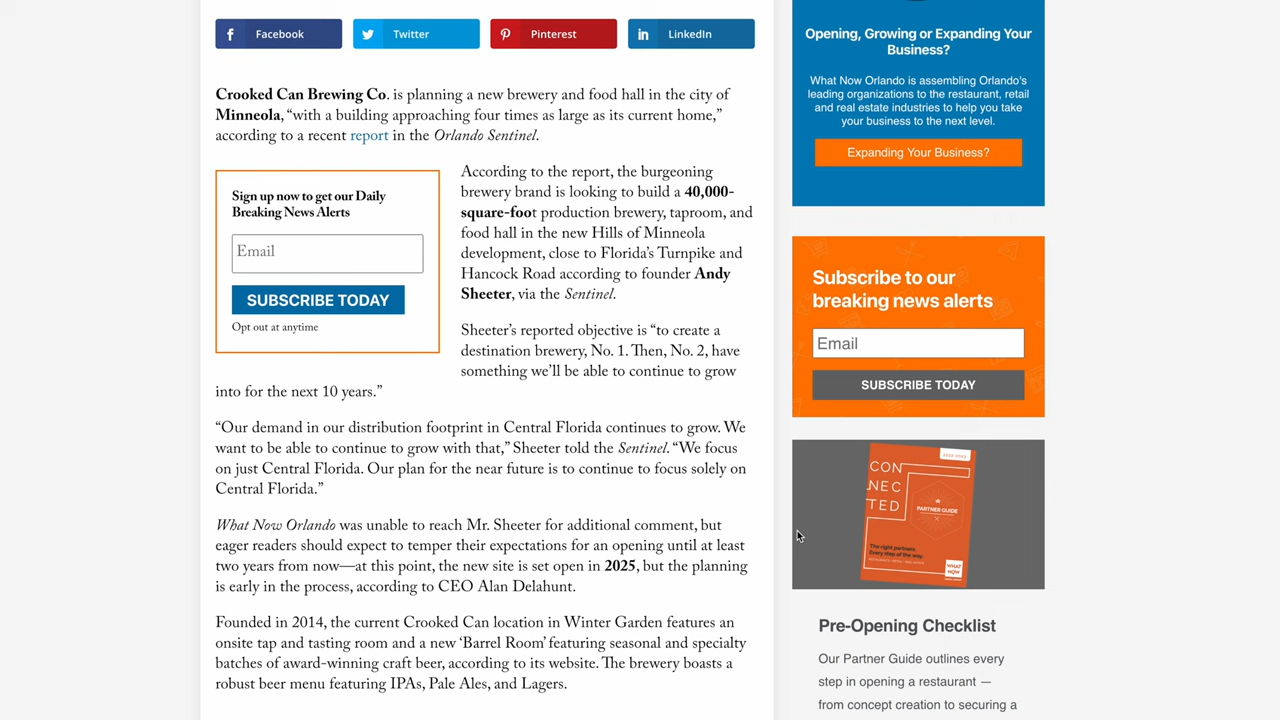 Facebook
Twitter
Pinterest
LinkedIn
Crooked Can Brewing Co. is planning a new brewery and food hall in the city of
Minneola, “with a building approaching four times as large as its current home,”
according to a recent report in the Orlando Sentinel.
Sign up now to get our Daily
Breaking News Alerts
Email
SUBSCRIBE TODAY
Opt out at anytime
According to the report, the burgeoning
brewery brand is looking to build a 40,000-
square-foot production brewery, taproom, and
food hall in the new Hills of Minneola
development, close to Florida’s Turnpike and
Hancock Road according to founder Andy
Sheeter, via the Sentinel.
Sheeter’s reported objective is “to create a
destination brewery, No. 1. Then, No. 2, have
something we’ll be able to continue to grow
into for the next 10 years.”
“Our demand in our distribution footprint in Central Florida continues to grow. We
want to be able to continue to grow with that,” Sheeter told the Sentinel. “We focus
on just Central Florida. Our plan for the near future is to continue to focus solely on
Central Florida.”
What Now Orlando was unable to reach Mr. Sheeter for additional comment, but
eager readers should expect to temper their expectations for an opening until at least
two years from now—at this point, the new site is set open in 2025, but the planning
is early in the process, according to CEO Alan Delahunt.
Founded in 2014, the current Crooked Can location in Winter Garden features an
onsite tap and tasting room and a new ‘Barrel Room’ featuring seasonal and specialty
batches of award-winning craft beer, according to its website. The brewery boasts a
robust beer menu featuring IPAs, Pale Ales, and Lagers.
Opening, Growing or Expanding Your
Business?
What Now Orlando is assembling Orlando's
leading organizations to the restaurant, retail
and real estate industries to help you take
your business to the next level.
Expanding Your Business?
Subscribe to our
breaking news alerts
Email
SUBSCRIBE TODAY
CON
NEC
TED
PARTNER GUIDE
The right partners.
Every step of the way.
WHAT
NOW
Pre-Opening Checklist
Our Partner Guide outlines every
step in opening a restaurant —
from concept creation to securing a